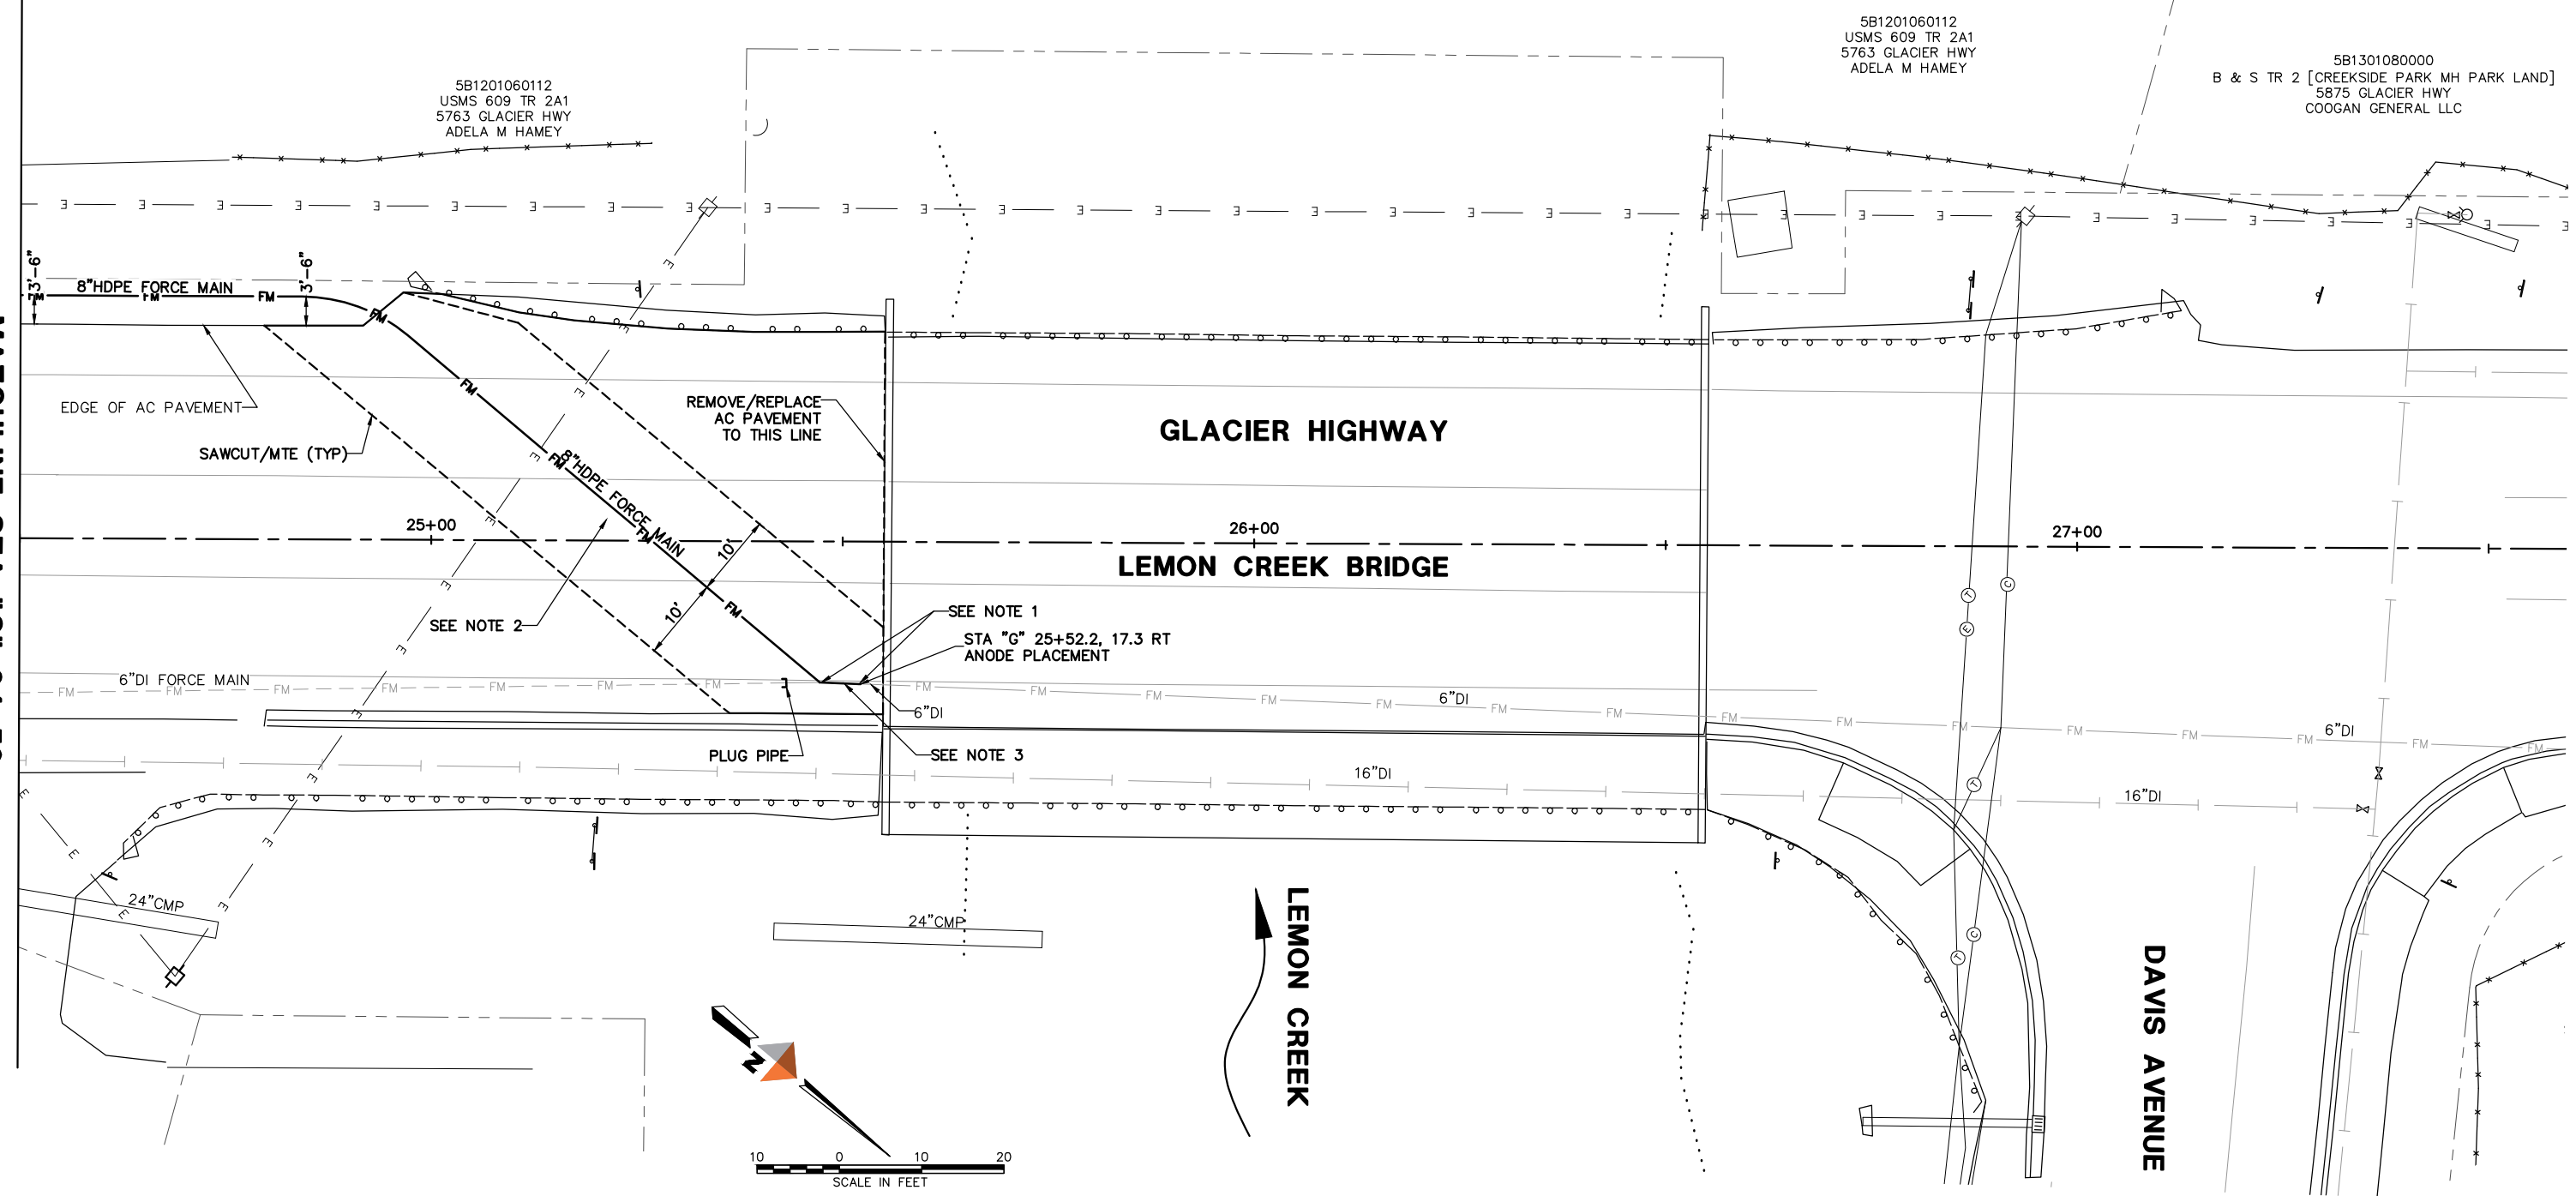 5B1201060112
USMS 609 TR 2A1
5763 GLACIER HWY
ADELA M HAMEY
5B1201060112
USMS 609 TR 2A1
5763 GLACIER HWY
ADELA M HAMEY
5B1301080000
B & S TR 2 [CREEKSIDE PARK MH PARK LAND]
5875 GLACIER HWY
COOGAN GENERAL LLC
3'-6"
3'-6"
8"HDPE FORCE MAIN
EDGE OF AC PAVEMENT
SAWCUT/MTE (TYP)
REMOVE/REPLACE
AC PAVEMENT
TO THIS LINE
GLACIER HIGHWAY
8"HDPE FORCE MAIN
25+00
26+00
27+00
10'
10'
LEMON CREEK BRIDGE
SEE NOTE 2
SEE NOTE 1
STA "G" 25+52.2, 17.3 RT
ANODE PLACEMENT
6"DI FORCE MAIN
6"DI
6"DI
6"DI
PLUG PIPE
SEE NOTE 3
16"DI
16"DI
24"CMP
24"CMP
LEMON CREEK
DAVIS AVENUE
N
10 0 10 20
SCALE IN FEET